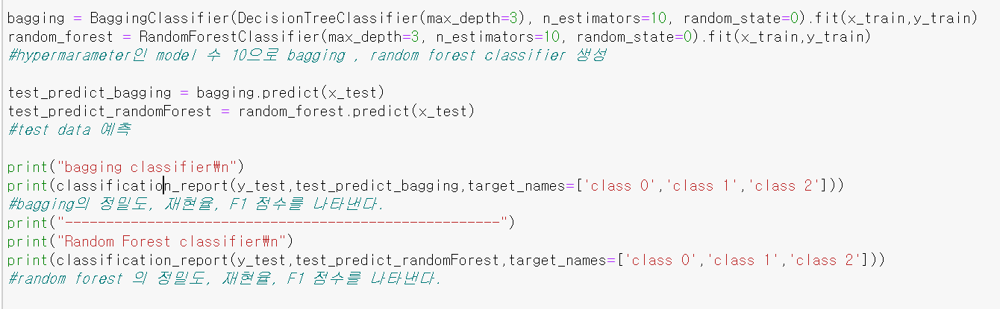 bagging = BaggingClassifier(DecisionTreeClassifier(max_depth=3), n_estimators=10, random_state=0).fit(x_train,y_train)
random_forest = RandomForestClassifier(max_depth=3, n_estimators=10, random_state=0).fit(x_train,y_train)
#hypermarameter인 model 수 10으로 bagging , random forest classifier 생성
test_predict_bagging = bagging.predict(x_test)
test_predict_randomForest = random_forest.predict(x_test)
#test data 예측
print("bagging classifier₩n")
print(classification_report(y_test,test_predict_bagging,target_names=['class 0','class 1','class 2']))
#bagging의 정밀도, 재현율, F1 점수를 나타낸다.
print("-----------------------------------------------------")
print("Random Forest classifier₩n")
print(classification_report(y_test,test_predict_randomForest,target_names=['class 0','class 1','class 2']))
#random forest 의 정밀도, 재현율, F1 점수를 나타낸다.